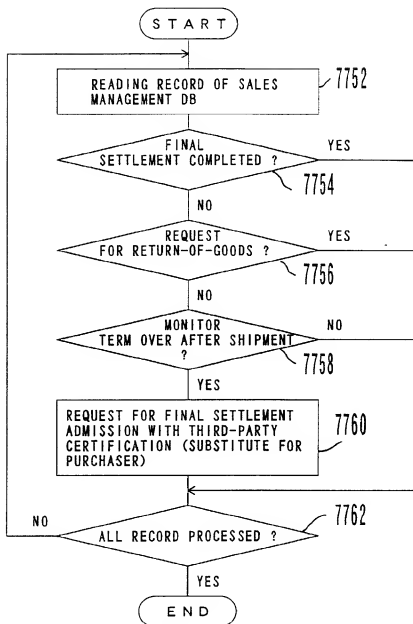 START
READING RECORD OF SALES
MANAGEMENT DB
7752
FINAL
SETTLEMENT COMPLETED ?
YES
7754
NO
REQUEST
FOR RETURN-OF-GOODS ?
YES
7756
NO
MONITOR
TERM OVER AFTER SHIPMENT
?
NO
7758
YES
REQUEST FOR FINAL SETTLEMENT
ADMISSION WITH THIRD-PARTY
CERTIFICATION (SUBSTITUTE FOR
PURCHASER)
7760
NO
ALL RECORD PROCESSED ?
7762
YES
END